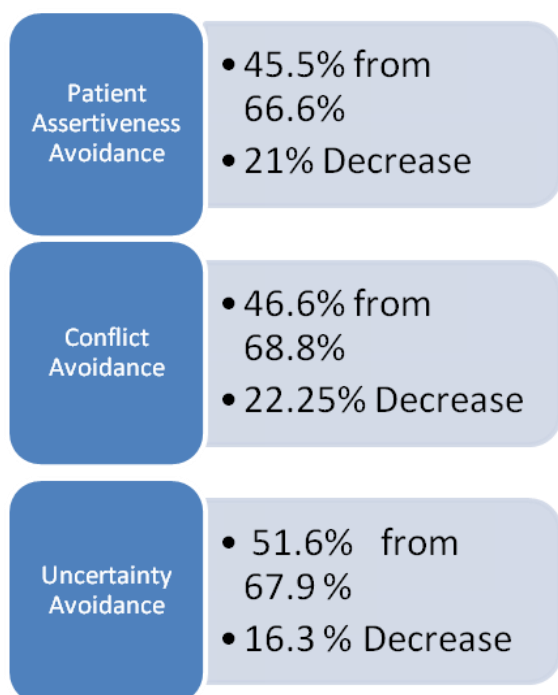 Patient
Assertiveness
Avoidance
• 45.5% from
66.6%
• 21% Decrease
Conflict
Avoidance
• 46.6% from
68.8%
• 22.25% Decrease
Uncertainty
Avoidance
• 51.6% from
67.9 %
• 16.3 % Decrease